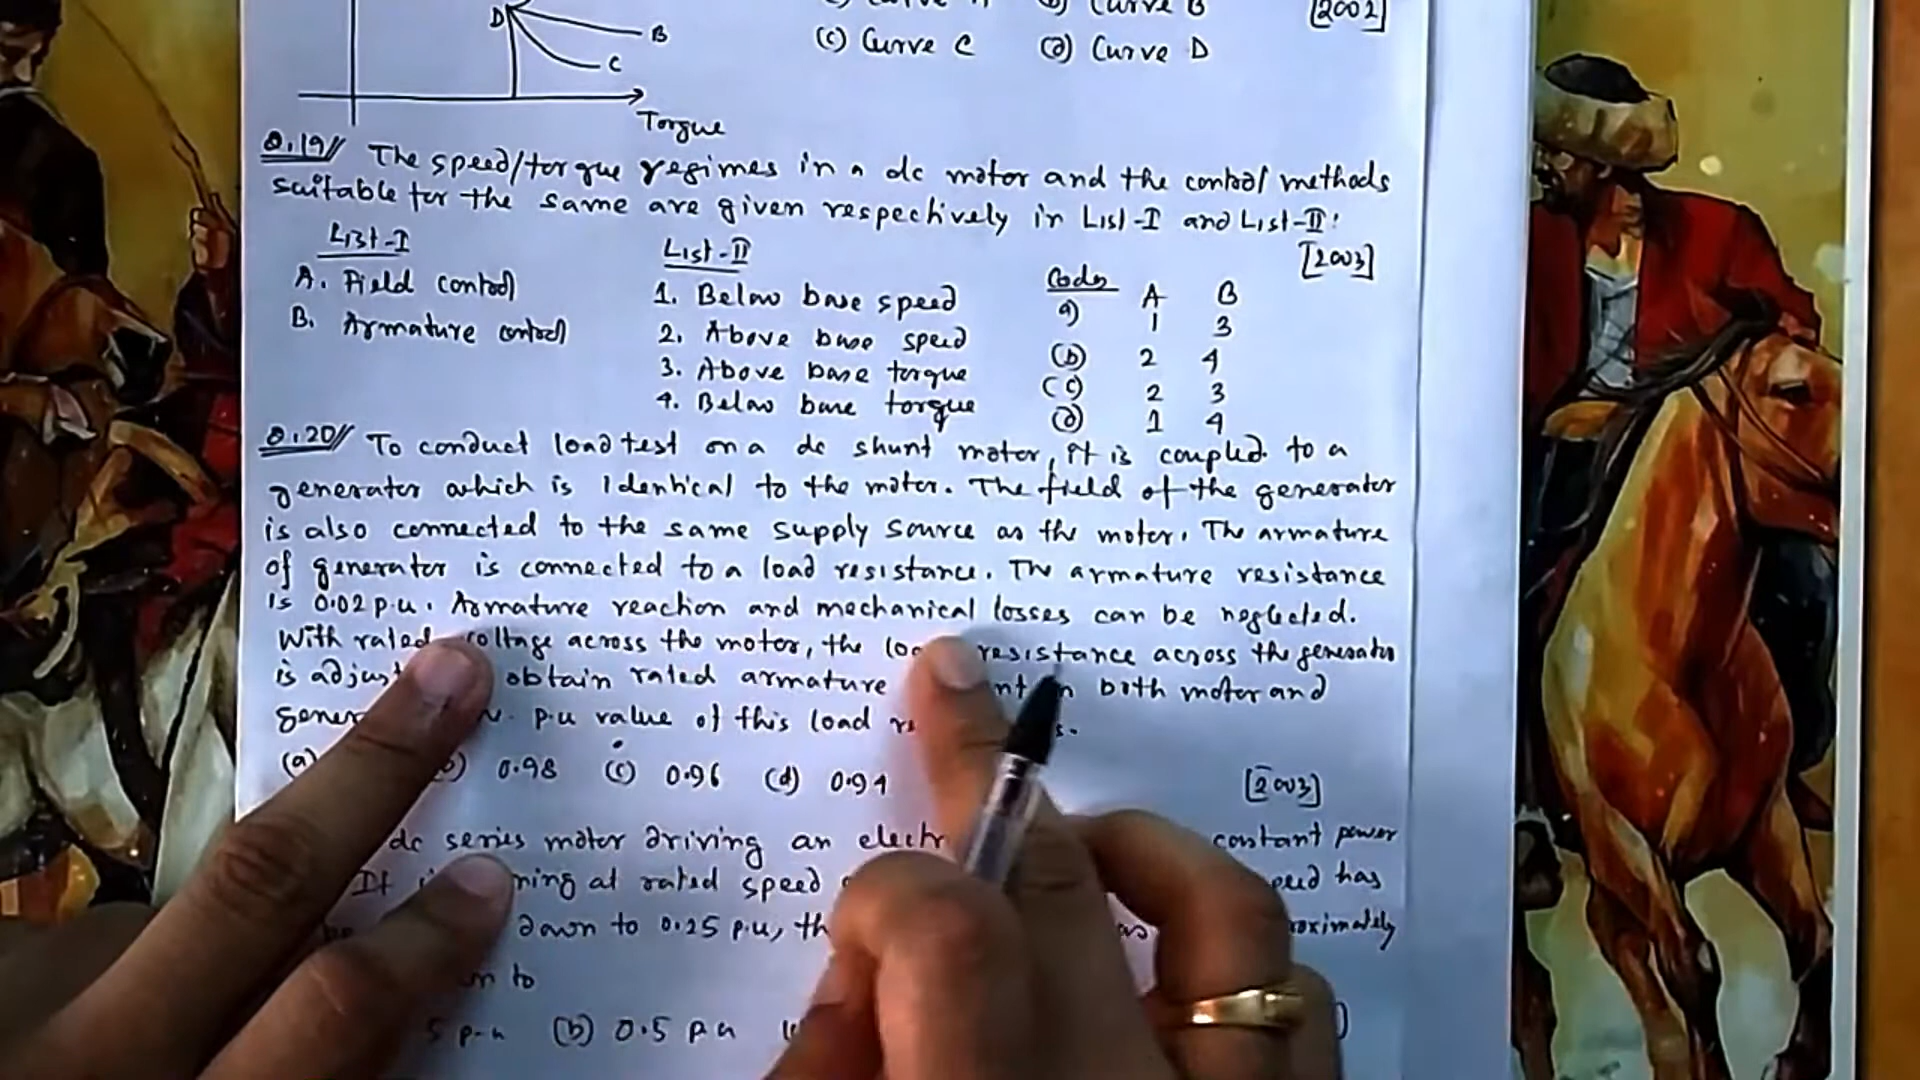 D
B
C
Torque
Curve B
[2002]
(c) Curve C (d) Curve D
Q.19// The speed/torque regimes in a dc motor and the control methods
suitable for the same are given respectively in List-I and List-II:
[2003]
List-I
A. Field control
B. Armature control
List-II
1. Below base speed
2. Above base speed
3. Above base torque
4. Below base torque
Codes A B
a) 1 3
(b) 2 4
(c) 2 3
(d) 1 4
Q.20// To conduct load test on a dc shunt motor, it is coupled to a
generator which is identical to the motor. The field of the generator
is also connected to the same supply source as the motor. The armature
of generator is connected to a load resistance. The armature resistance
is 0.02 p.u. Armature reaction and mechanical losses can be neglected.
With rated voltage across the motor, the resistance across the generator
is obtain rated armature in both motor and
p.u value of this load
(a) 0.98 (c) 0.96 (d) 0.94
[2003]
dc series motor driving an constant power
If at rated speed has
down to 0.25 p.u,
to
5 p.u (b) 0.5 p.u